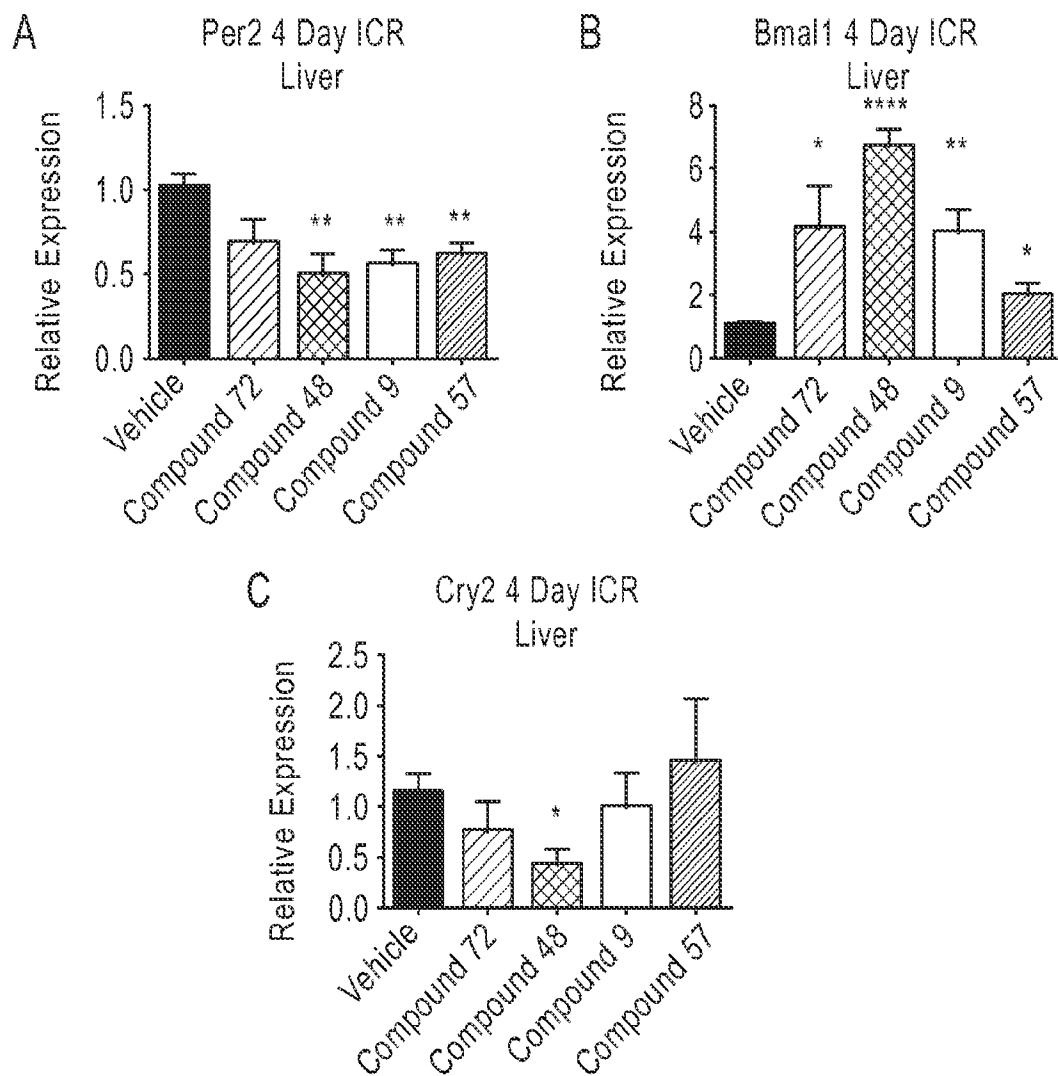 A
Per2 4 Day ICR
Liver
Relative Expression
1.5
1.0
0.5
0.0
**
**
**
Vehicle
Compound 72
Compound 48
Compound 9
Compound 57
B
Bmal1 4 Day ICR
Liver
Relative Expression
8
6
4
2
0
*
****
**
*
Vehicle
Compound 72
Compound 48
Compound 9
Compound 57
C
Cry2 4 Day ICR
Liver
Relative Expression
2.5
2.0
1.5
1.0
0.5
0.0
*
Vehicle
Compound 72
Compound 48
Compound 9
Compound 57